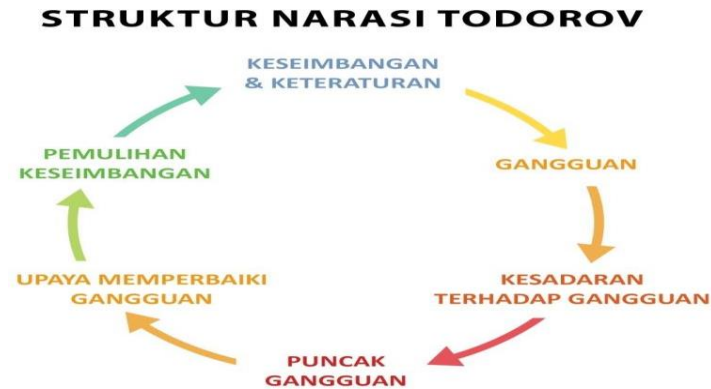 STRUKTUR NARASI TODOROV
KESEIMBANGAN
& KETERATURAN
GANGGUAN
KESADARAN
TERHADAP GANGGUAN
PUNCAK
GANGGUAN
UPAYA MEMPERBAIKI
GANGGUAN
PEMULIHAN
KESEIMBANGAN